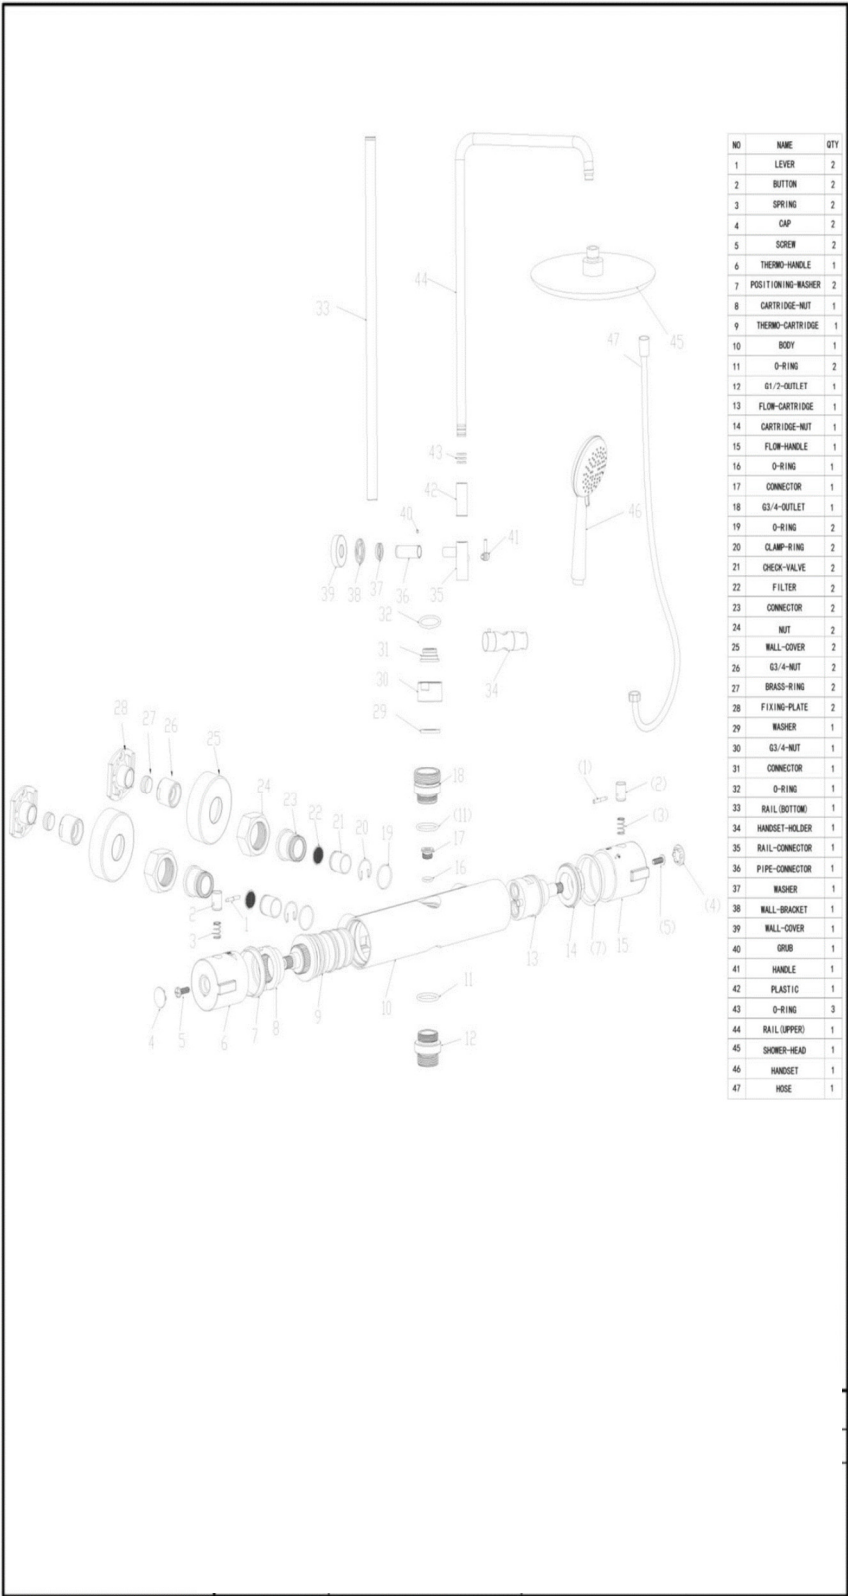 NO NAME QTY
1 LEVER 2
2 BUTTON 2
3 SPRING 2
4 CAP 2
5 SCREW 2
6 THERMO-HANDLE 1
7 POSITIONING-WASHER 2
8 CARTRIDGE-NUT 1
9 THERMO-CARTRIDGE 1
10 BODY 1
11 O-RING 2
12 G1/2-OUTLET 1
13 FLOW-CARTRIDGE 1
14 CARTRIDGE-NUT 1
15 FLOW-HANDLE 1
16 O-RING 1
17 CONNECTOR 1
18 G3/4-OUTLET 1
19 O-RING 2
20 CLAMP-RING 2
21 CHECK-VALVE 2
22 FILTER 2
23 CONNECTOR 2
24 NUT 2
25 WALL-COVER 2
26 G3/4-NUT 2
27 BRASS-RING 2
28 FIXING-PLATE 2
29 WASHER 1
30 G3/4-NUT 1
31 CONNECTOR 1
32 O-RING 1
33 RAIL(BOTTOM) 1
34 HANDSET-HOLDER 1
35 RAIL-CONNECTOR 1
36 PIPE-CONNECTOR 1
37 WASHER 1
38 WALL-BRACKET 1
39 WALL-COVER 1
40 GRUB 1
41 HANDLE 1
42 PLASTIC 1
43 O-RING 3
44 RAIL(UPPER) 1
45 SHOWER-HEAD 1
46 HANDSET 1
47 HOSE 1
44
33
47
45
43
42
46
40
41
39
38
37
36
35
32
31
34
30
29
28
27
26
25
24
23
22
21
20
19
18
(11)
17
16
(1)
(2)
(3)
2
1
3
(4)
(5)
15
(7)
14
13
10
11
9
8
7
6
5
4
12